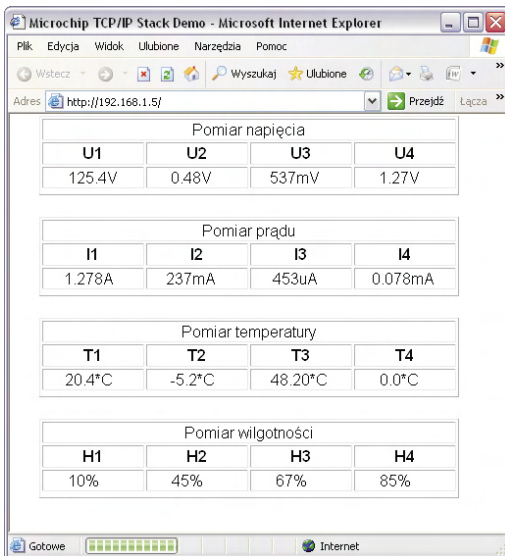 Microchip TCP/IP Stack Demo - Microsoft Internet Explorer
Plik Edycja Widok Ulubione Narzędzia Pomoc
Wstecz Wyszukaj Ulubione
Adres http://192.168.1.5/ Przejdź Łącza
Pomiar napięcia
U1 U2 U3 U4
125.4V 0.48V 537mV 1.27V
Pomiar prądu
I1 I2 I3 I4
1.278A 237mA 453uA 0.078mA
Pomiar temperatury
T1 T2 T3 T4
20.4*C -5.2*C 48.20*C 0.0*C
Pomiar wilgotności
H1 H2 H3 H4
10% 45% 67% 85%
Gotowe Internet